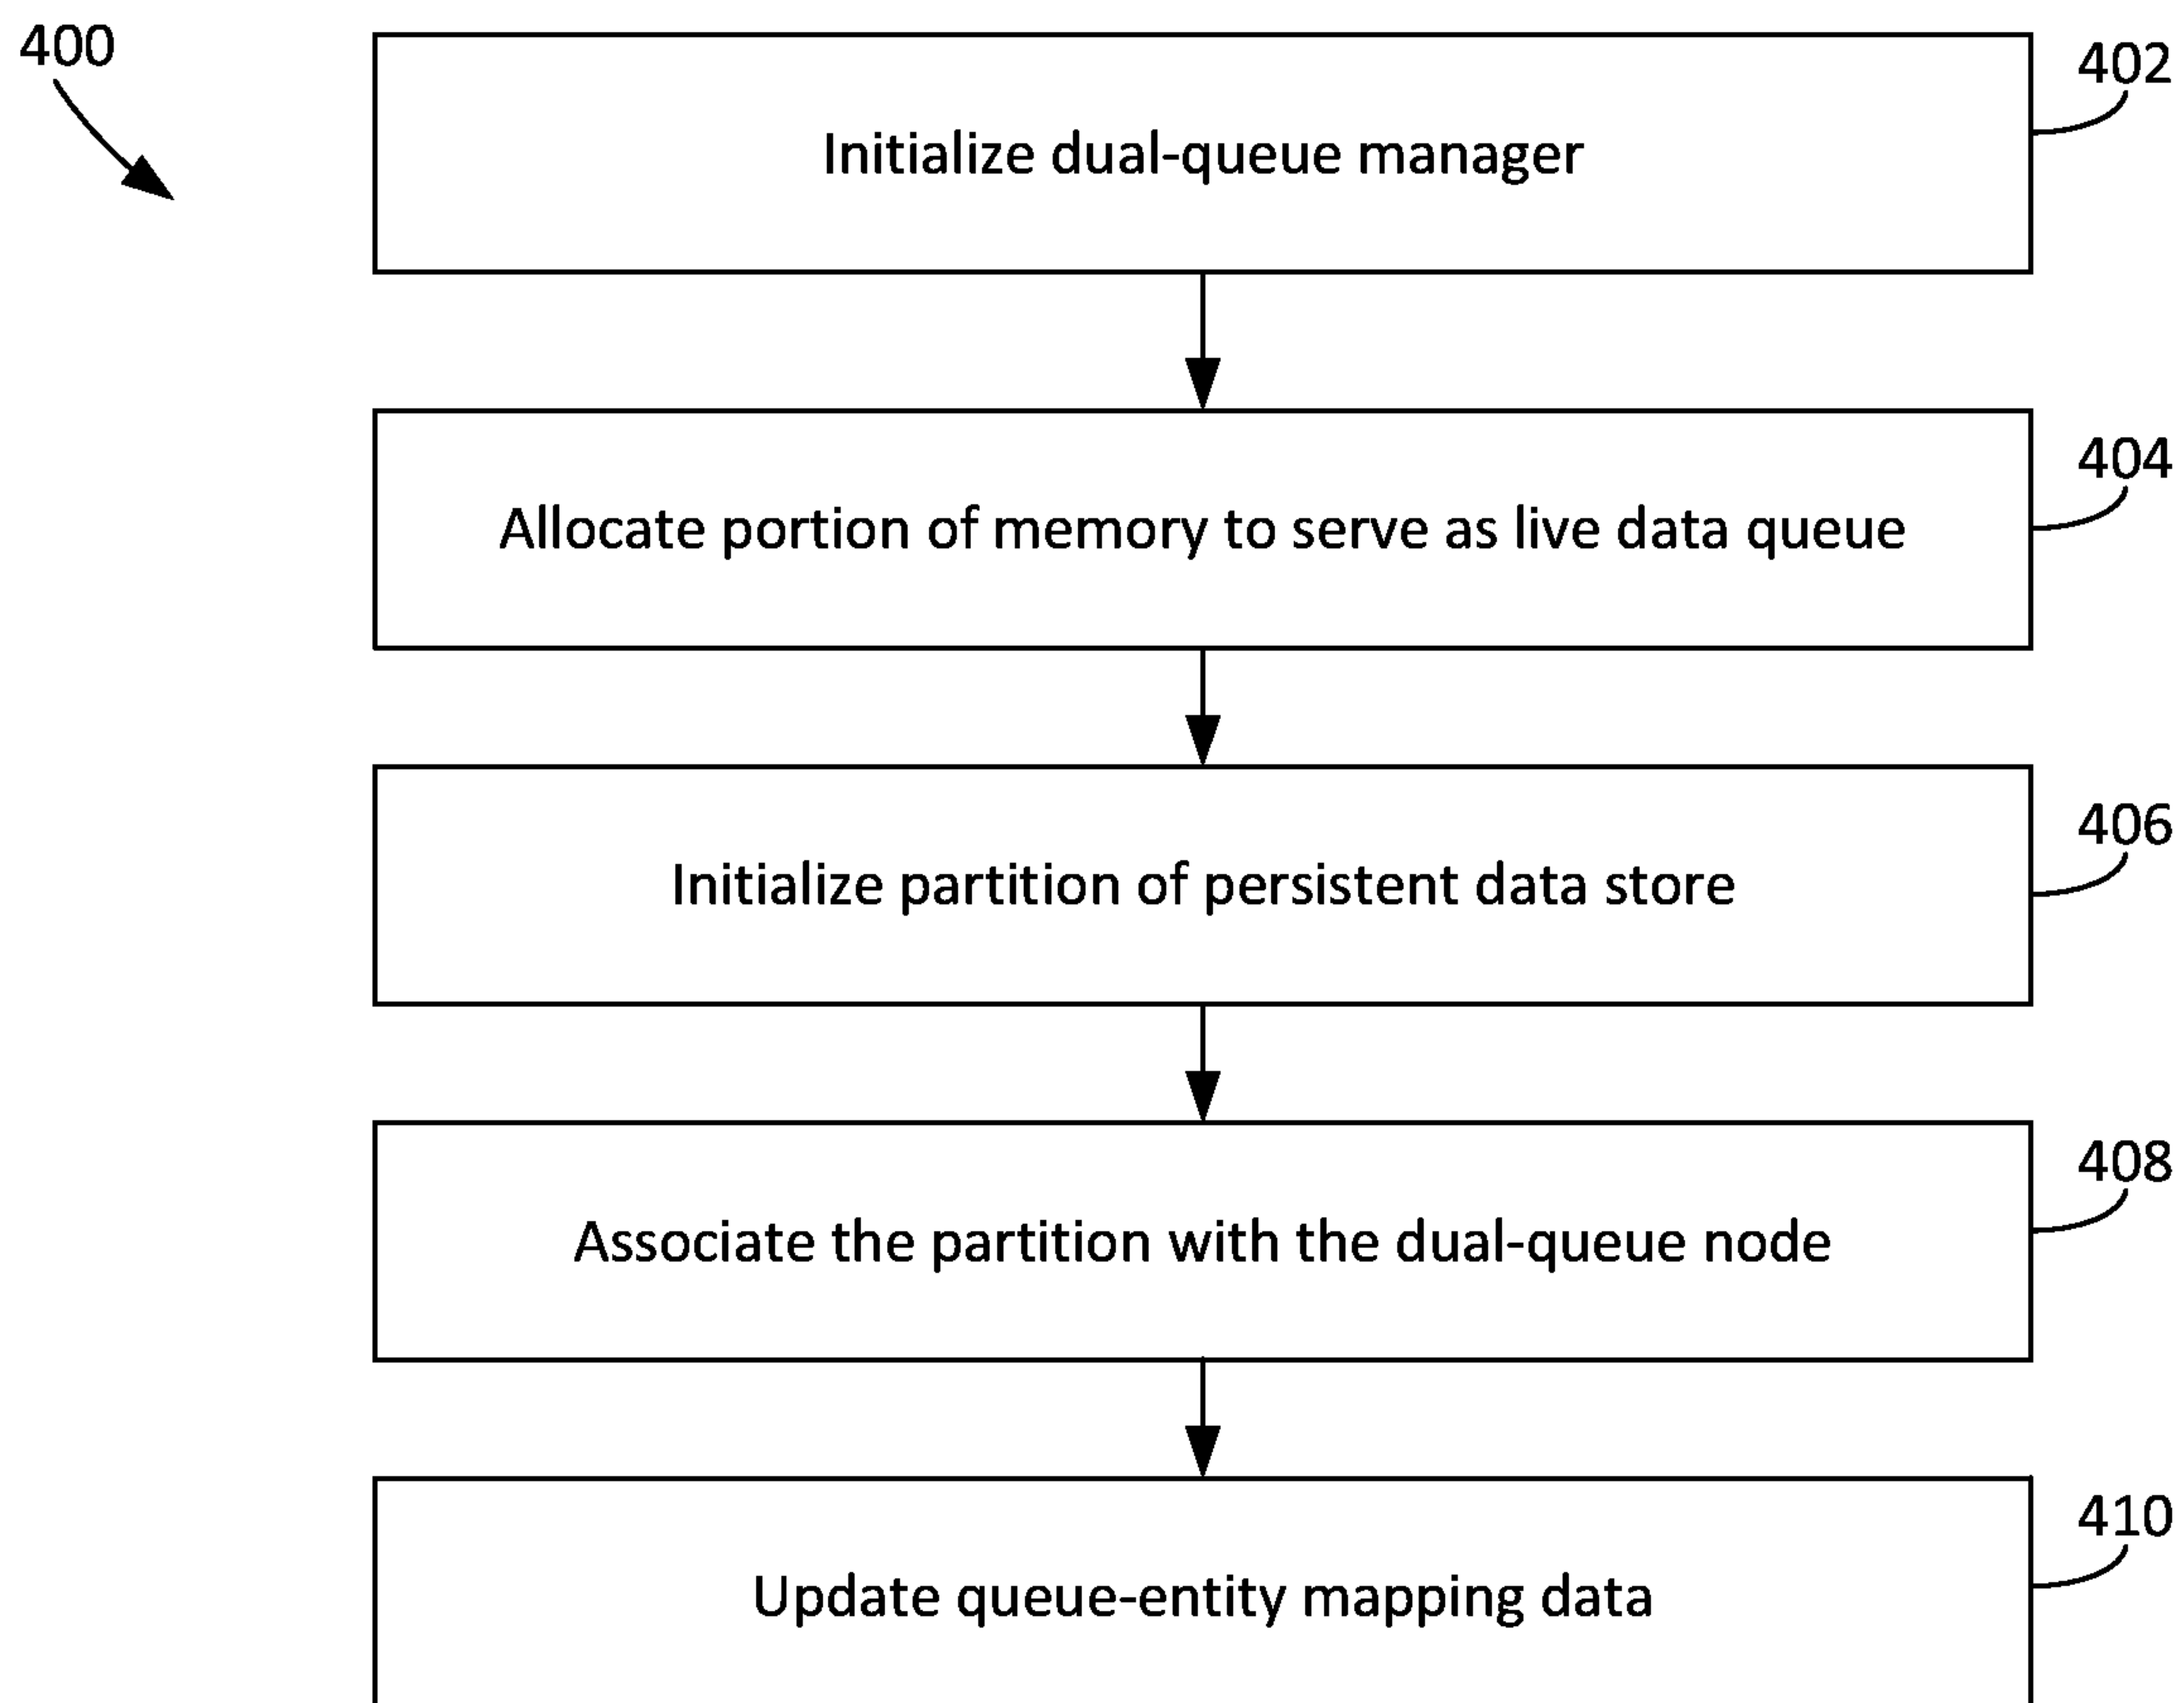 400
402
Initialize dual-queue manager
404
Allocate portion of memory to serve as live data queue
406
Initialize partition of persistent data store
408
Associate the partition with the dual-queue node
410
Update queue-entity mapping data